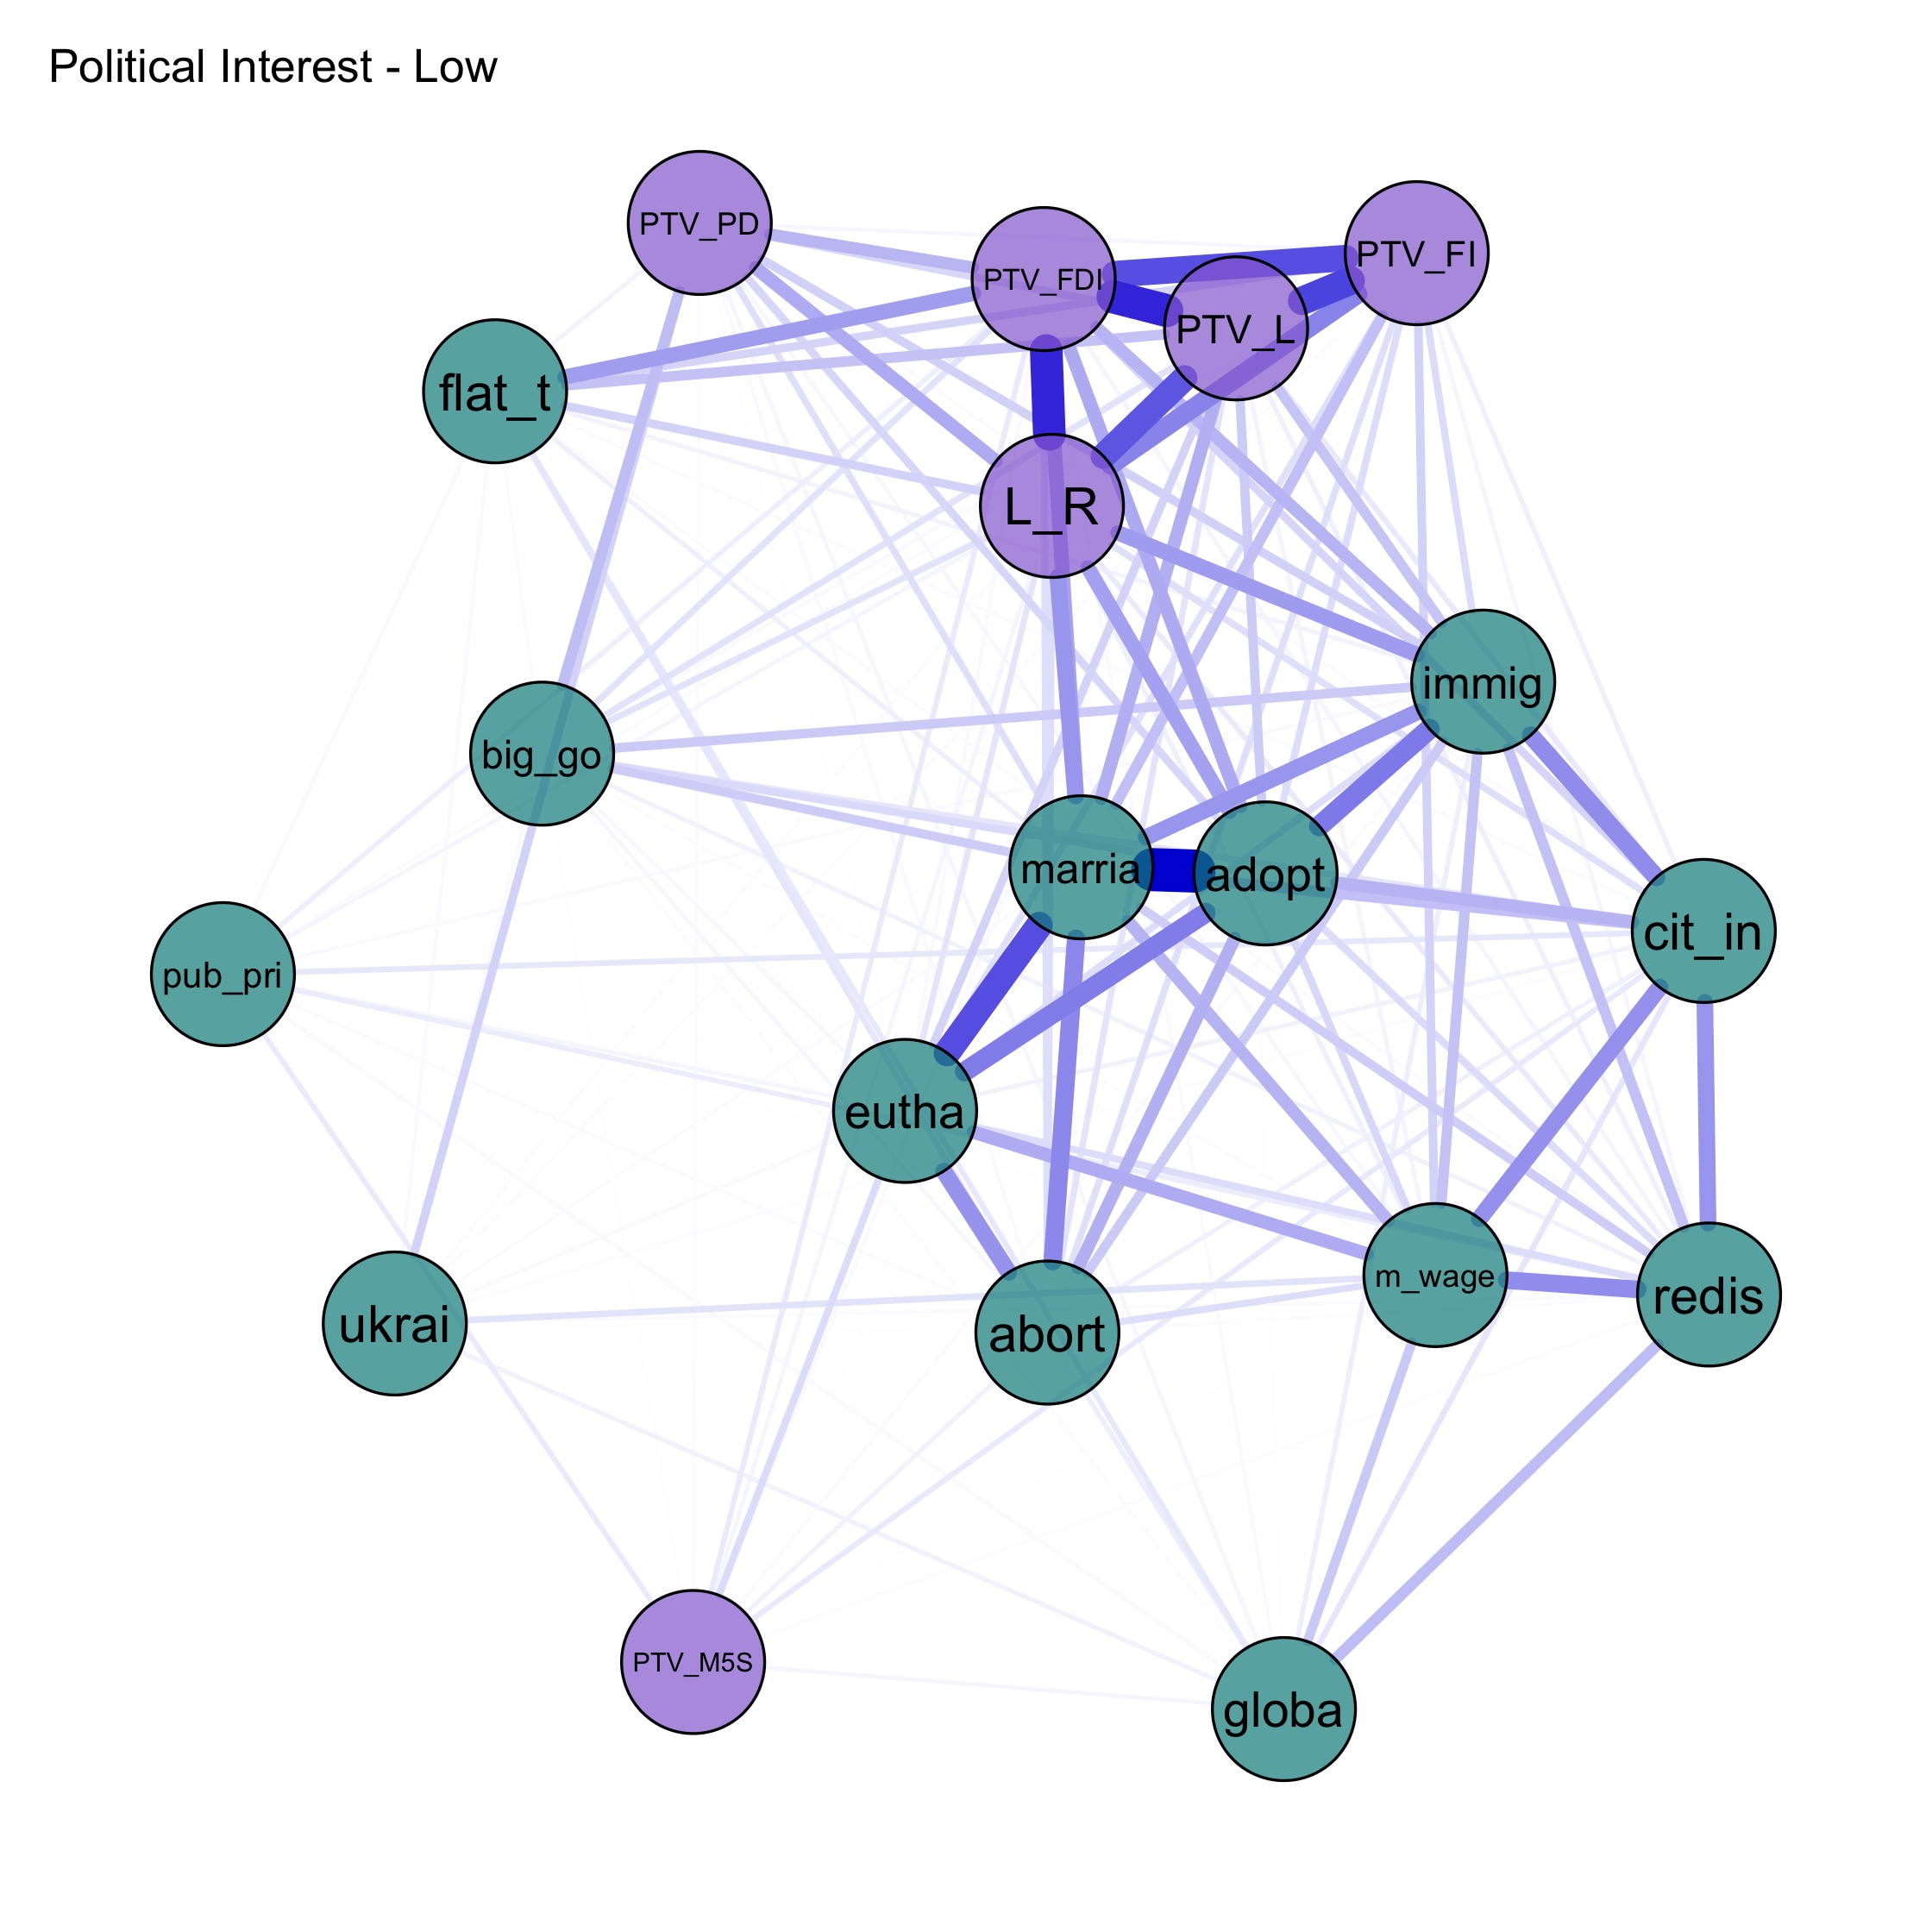 Political Interest - Low
PTV_PD
PTV_FDI
PTV_FI
PTV_L
flat_t
L_R
immig
big_go
marria
adopt
cit_in
pub_pri
eutha
m_wage
redis
ukrai
abort
PTV_M5S
globa